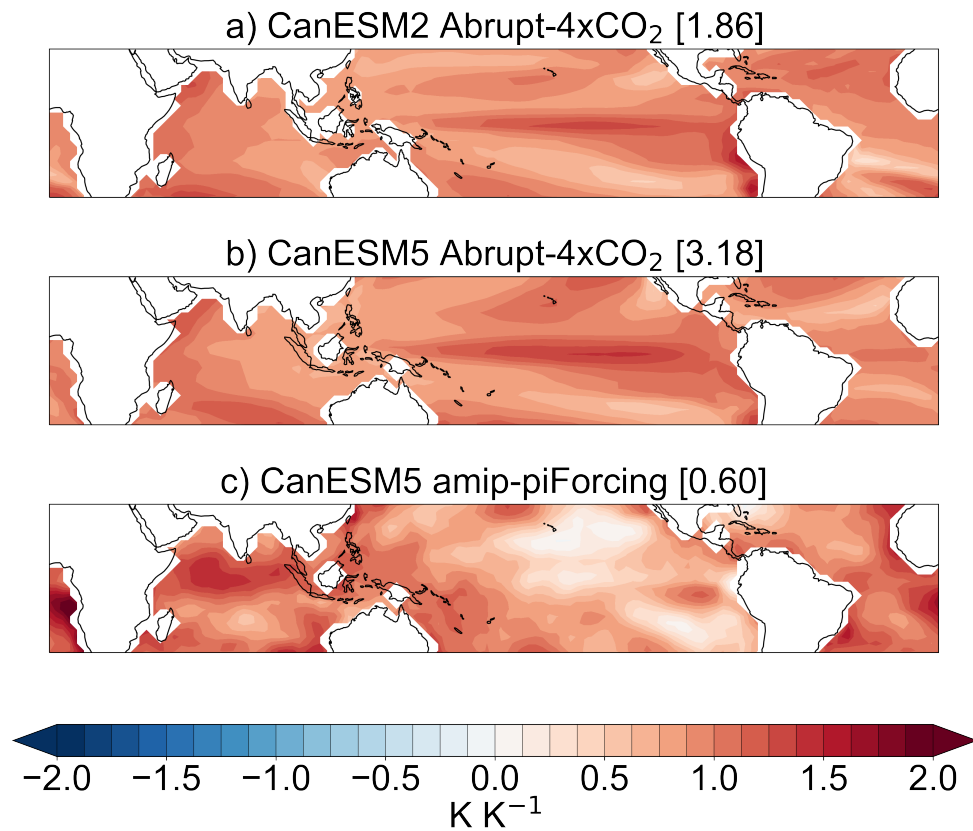 a) CanESM2 Abrupt-4xCO₂ [1.86]
b) CanESM5 Abrupt-4xCO₂ [3.18]
c) CanESM5 amip-piForcing [0.60]
−2.0 −1.5 −1.0 −0.5 0.0 0.5 1.0 1.5 2.0
K K⁻¹